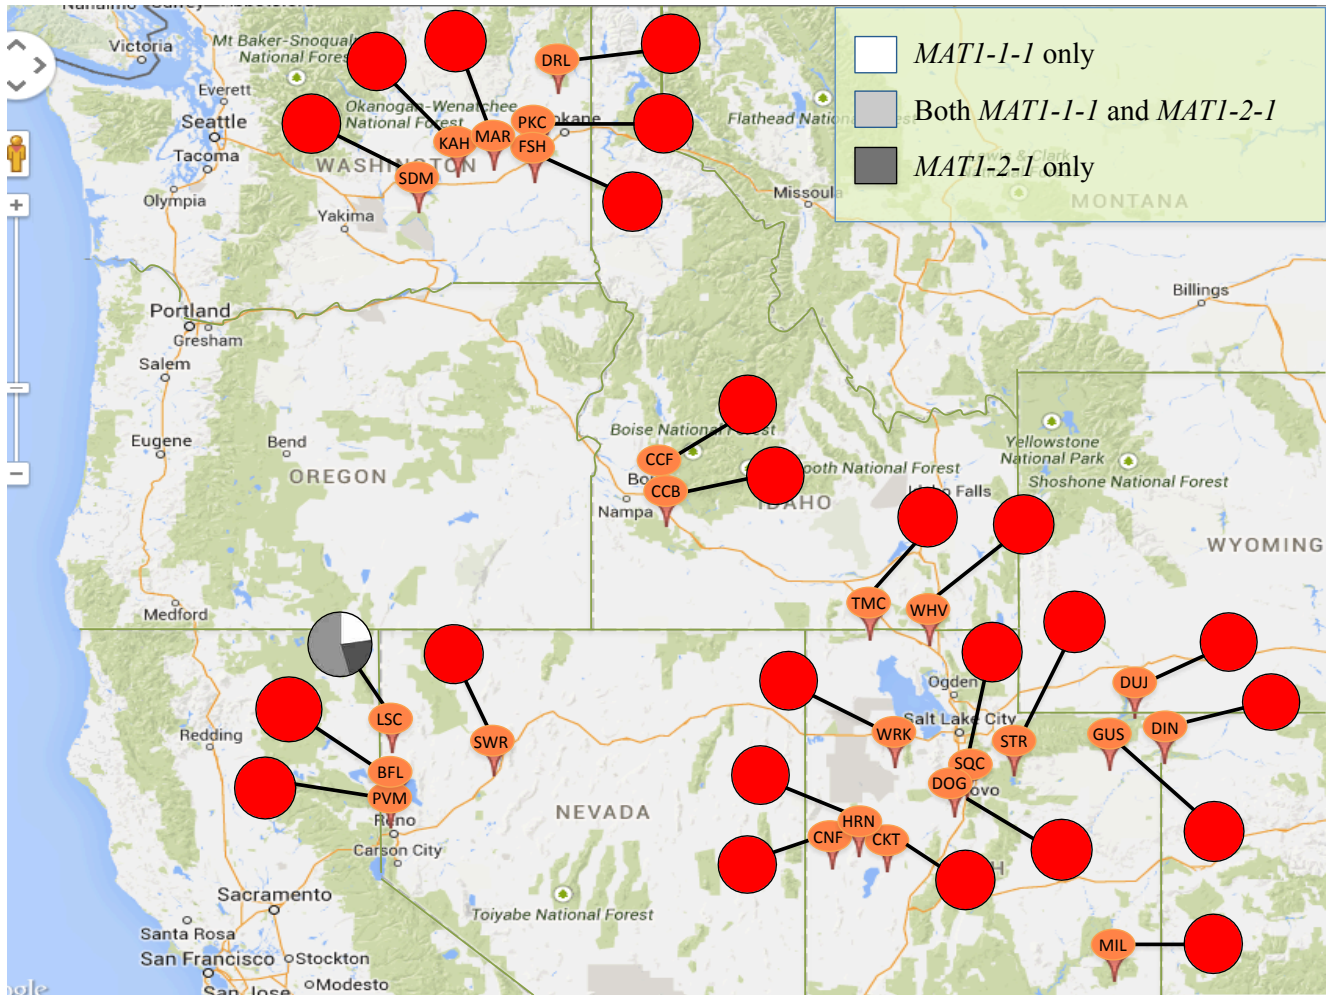 Victoria
Mt Baker-Snoqual
National Fores
Everett
Seattle
Tacoma
Olympia
Okanogan-Wenatchee
National Forest
WASHINGTON
Yakima
DRL
PKC
okane
KAH
MAR
FSH
SDM
Flathead Nation
Missoula
MONTANA
MAT1-1-1 only
Both MAT1-1-1 and MAT1-2-1
MAT1-2-1 only
Billings
Portland
Gresham
Salem
Eugene
Bend
OREGON
Medford
Boise National Forest
CCF
CCB
Nampa
ooth National Forest
IDAHO
Idaho Falls
Yellowstone
National Park
Shoshone National Forest
WYOMING
TMC
WHV
LSC
SWR
BFL
PVM
Redding
Reno
Carson City
NEVADA
Ogden
Salt Lake City
WRK
STR
SQC
DOG
ovo
DUJ
GUS
DIN
HRN
CNF
CKT
MIL
Sacramento
Santa Rosa
San Francisco
Stockton
Modesto
San Jose
Toiyabe National Forest